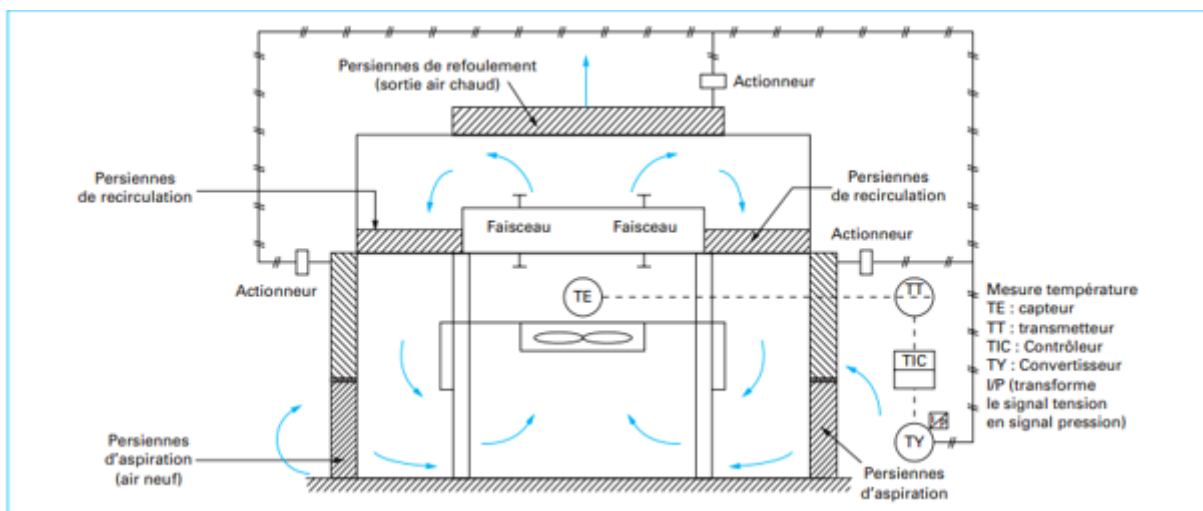 Persiennes de refoulement
(sortie air chaud)
Actionneur
Persiennes
de recirculation
Persiennes
de recirculation
Faisceau
Faisceau
Actionneur
Actionneur
TE
TT
TIC
TY
I/P
Mesure température
TE : capteur
TT : transmetteur
TIC : Contrôleur
TY : Convertisseur
I/P (transforme
le signal tension
en signal pression)
Persiennes
d'aspiration
(air neuf)
Persiennes
d'aspiration